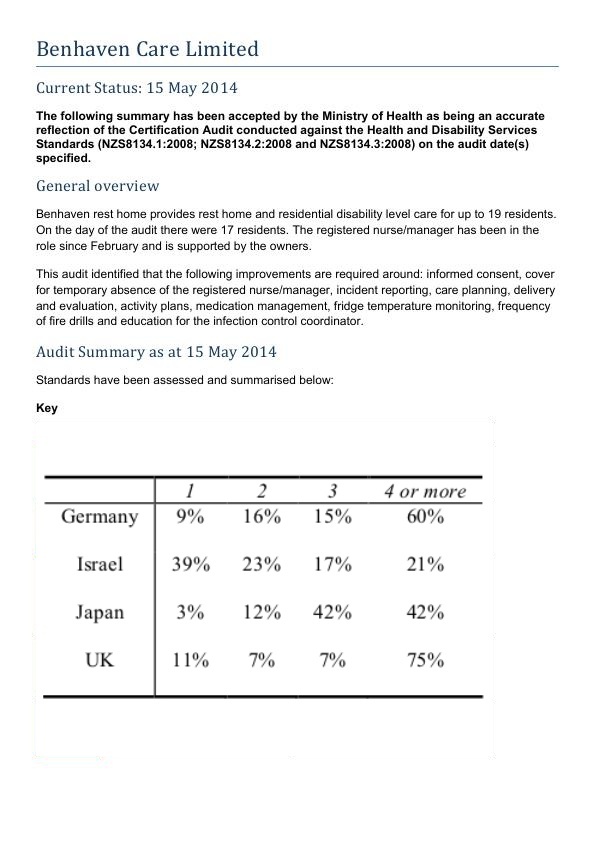 Benhaven Care Limited
Current Status: 15 May 2014
The following summary has been accepted by the Ministry of Health as being an accurate
reflection of the Certification Audit conducted against the Health and Disability Services
Standards (NZS8134.1:2008; NZS8134.2:2008 and NZS8134.3:2008) on the audit date(s)
specified.
General overview
Benhaven rest home provides rest home and residential disability level care for up to 19 residents.
On the day of the audit there were 17 residents. The registered nurse/manager has been in the
role since February and is supported by the owners.
This audit identified that the following improvements are required around: informed consent, cover
for temporary absence of the registered nurse/manager, incident reporting, care planning, delivery
and evaluation, activity plans, medication management, fridge temperature monitoring, frequency
of fire drills and education for the infection control coordinator.
Audit Summary as at 15 May 2014
Standards have been assessed and summarised below:
Key
1 2 3 4 or more
Germany 9% 16% 15% 60%
Israel 39% 23% 17% 21%
Japan 3% 12% 42% 42%
UK 11% 7% 7% 75%